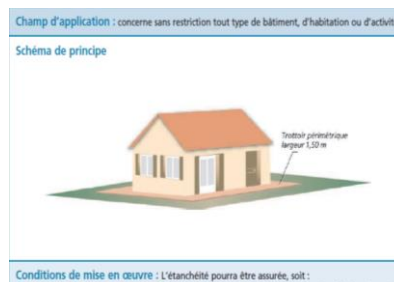 Champ d'application : concerne sans restriction tout type de bâtiment, d'habitation ou d'activit
Schéma de principe
Trottoir périmétrique
largeur 1,50 m
Conditions de mise en œuvre : L'étanchéité pourra être assurée, soit :